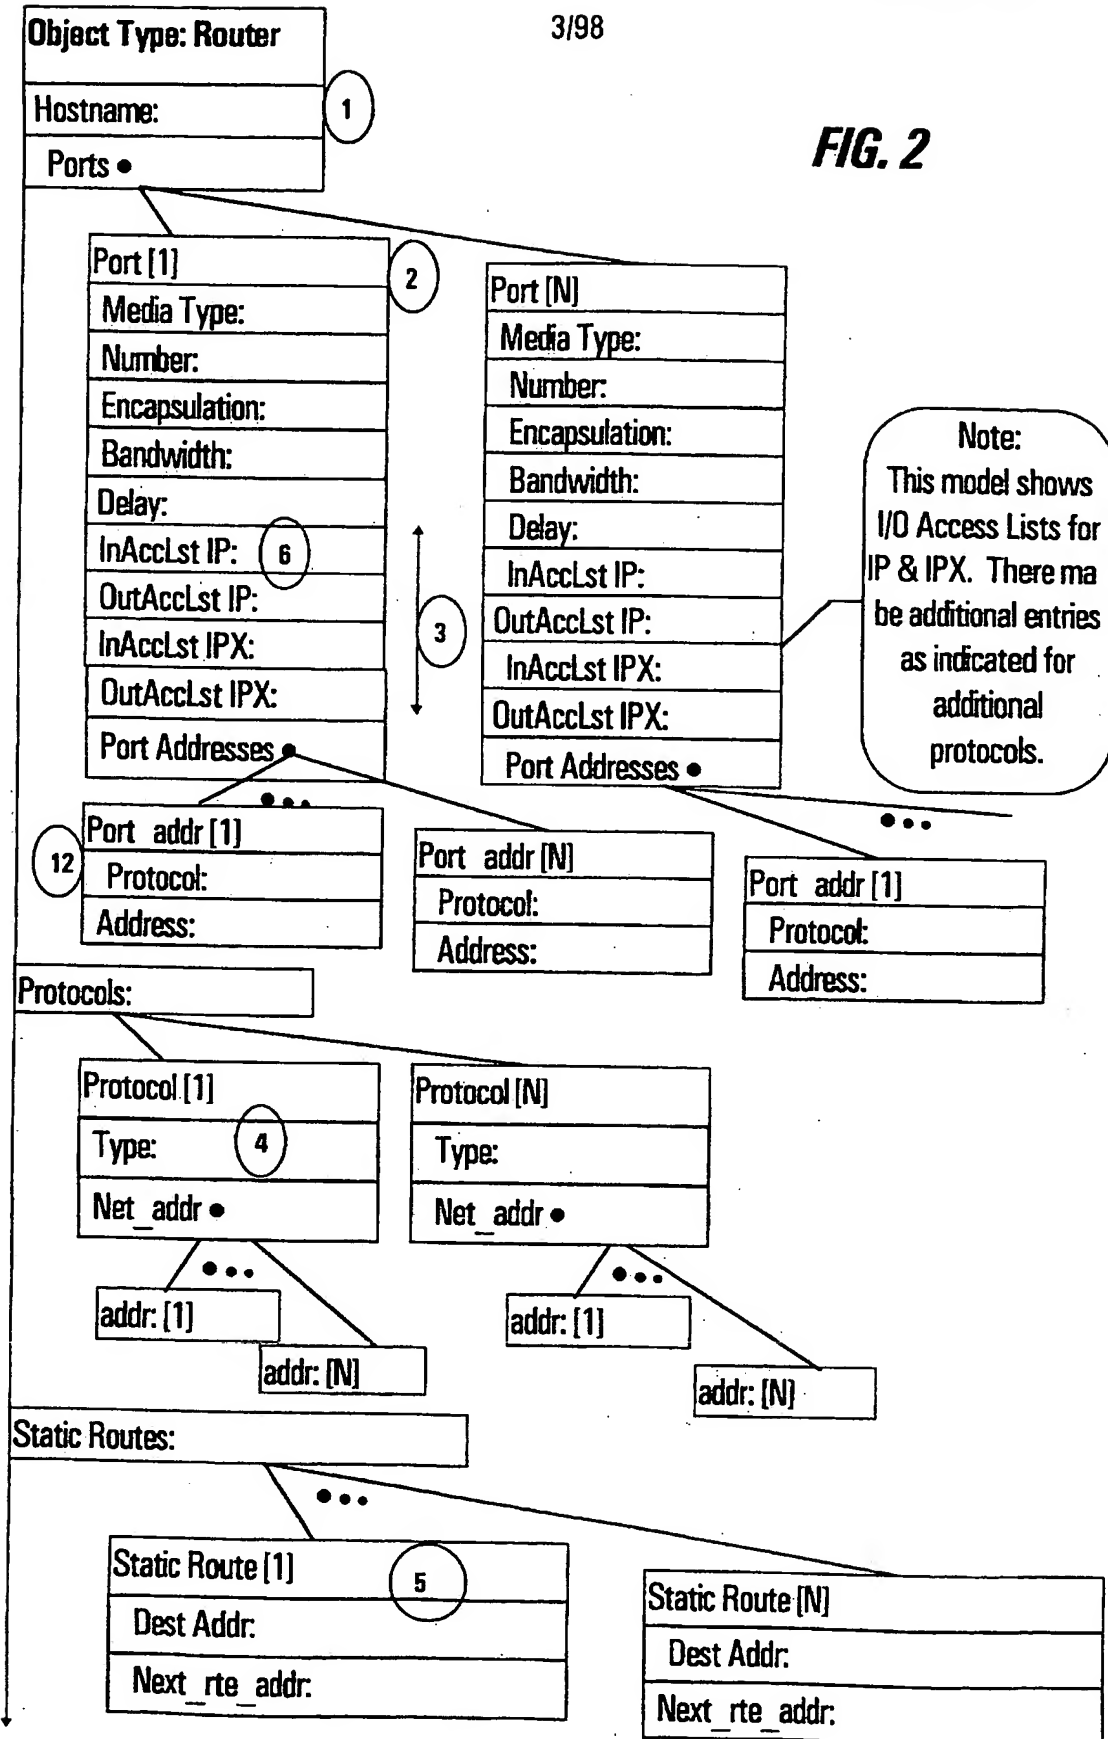 3/98
FIG. 2
Object Type: Router
Hostname:
1
Ports
Port [1]
2
Media Type:
Number:
Encapsulation:
Bandwidth:
Delay:
InAccLst IP:
6
OutAccLst IP:
3
InAccLst IPX:
OutAccLst IPX:
Port Addresses
Port [N]
Media Type:
Number:
Encapsulation:
Bandwidth:
Delay:
InAccLst IP:
OutAccLst IP:
InAccLst IPX:
OutAccLst IPX:
Port Addresses
Note:
This model shows
I/O Access Lists for
IP & IPX. There ma
be additional entries
as indicated for
additional
protocols.
12
Port addr [1]
Protocol:
Address:
Port addr [N]
Protocol:
Address:
Port addr [1]
Protocol:
Address:
Protocols:
Protocol [1]
Type:
4
Net_addr
addr: [1]
addr: [N]
Protocol [N]
Type:
Net_addr
addr: [1]
addr: [N]
Static Routes:
Static Route [1]
5
Dest Addr:
Next_rte_addr:
Static Route [N]
Dest Addr:
Next_rte_addr: